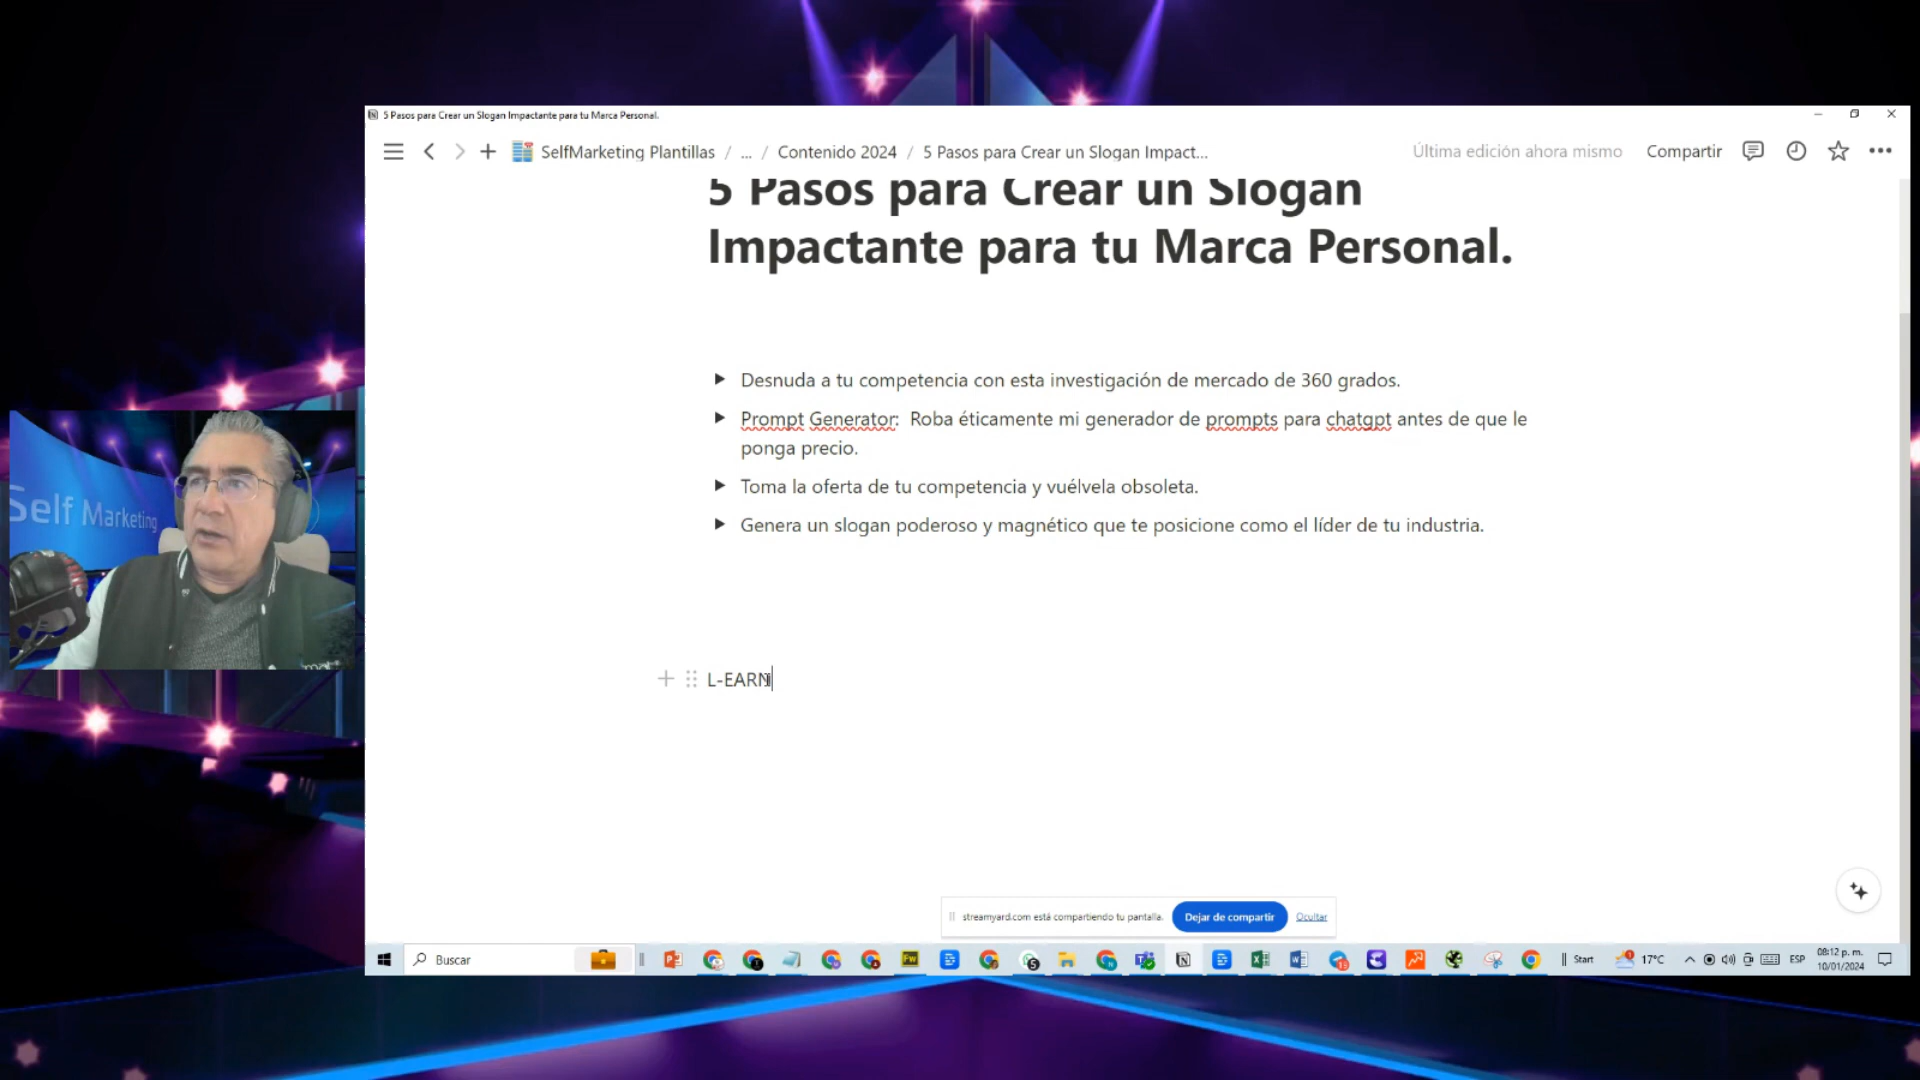 5 Pasos para Crear un Slogan Impactante para tu Marca Personal.
SelfMarketing Plantillas / ... / Contenido 2024 / 5 Pasos para Crear un Slogan Impact...
Última edición ahora mismo Compartir
5 Pasos para Crear un Slogan
Impactante para tu Marca Personal.
Desnuda a tu competencia con esta investigación de mercado de 360 grados.
Prompt Generator: Roba éticamente mi generador de prompts para chatgpt antes de que le
ponga precio.
Toma la oferta de tu competencia y vuélvela obsoleta.
Genera un slogan poderoso y magnético que te posicione como el líder de tu industria.
Self Marketing
L-EARN
streamyard.com está compartiendo tu pantalla. Dejar de compartir Ocultar
Buscar
Start
17°C
ESP
08:12 p. m.
10/01/2024